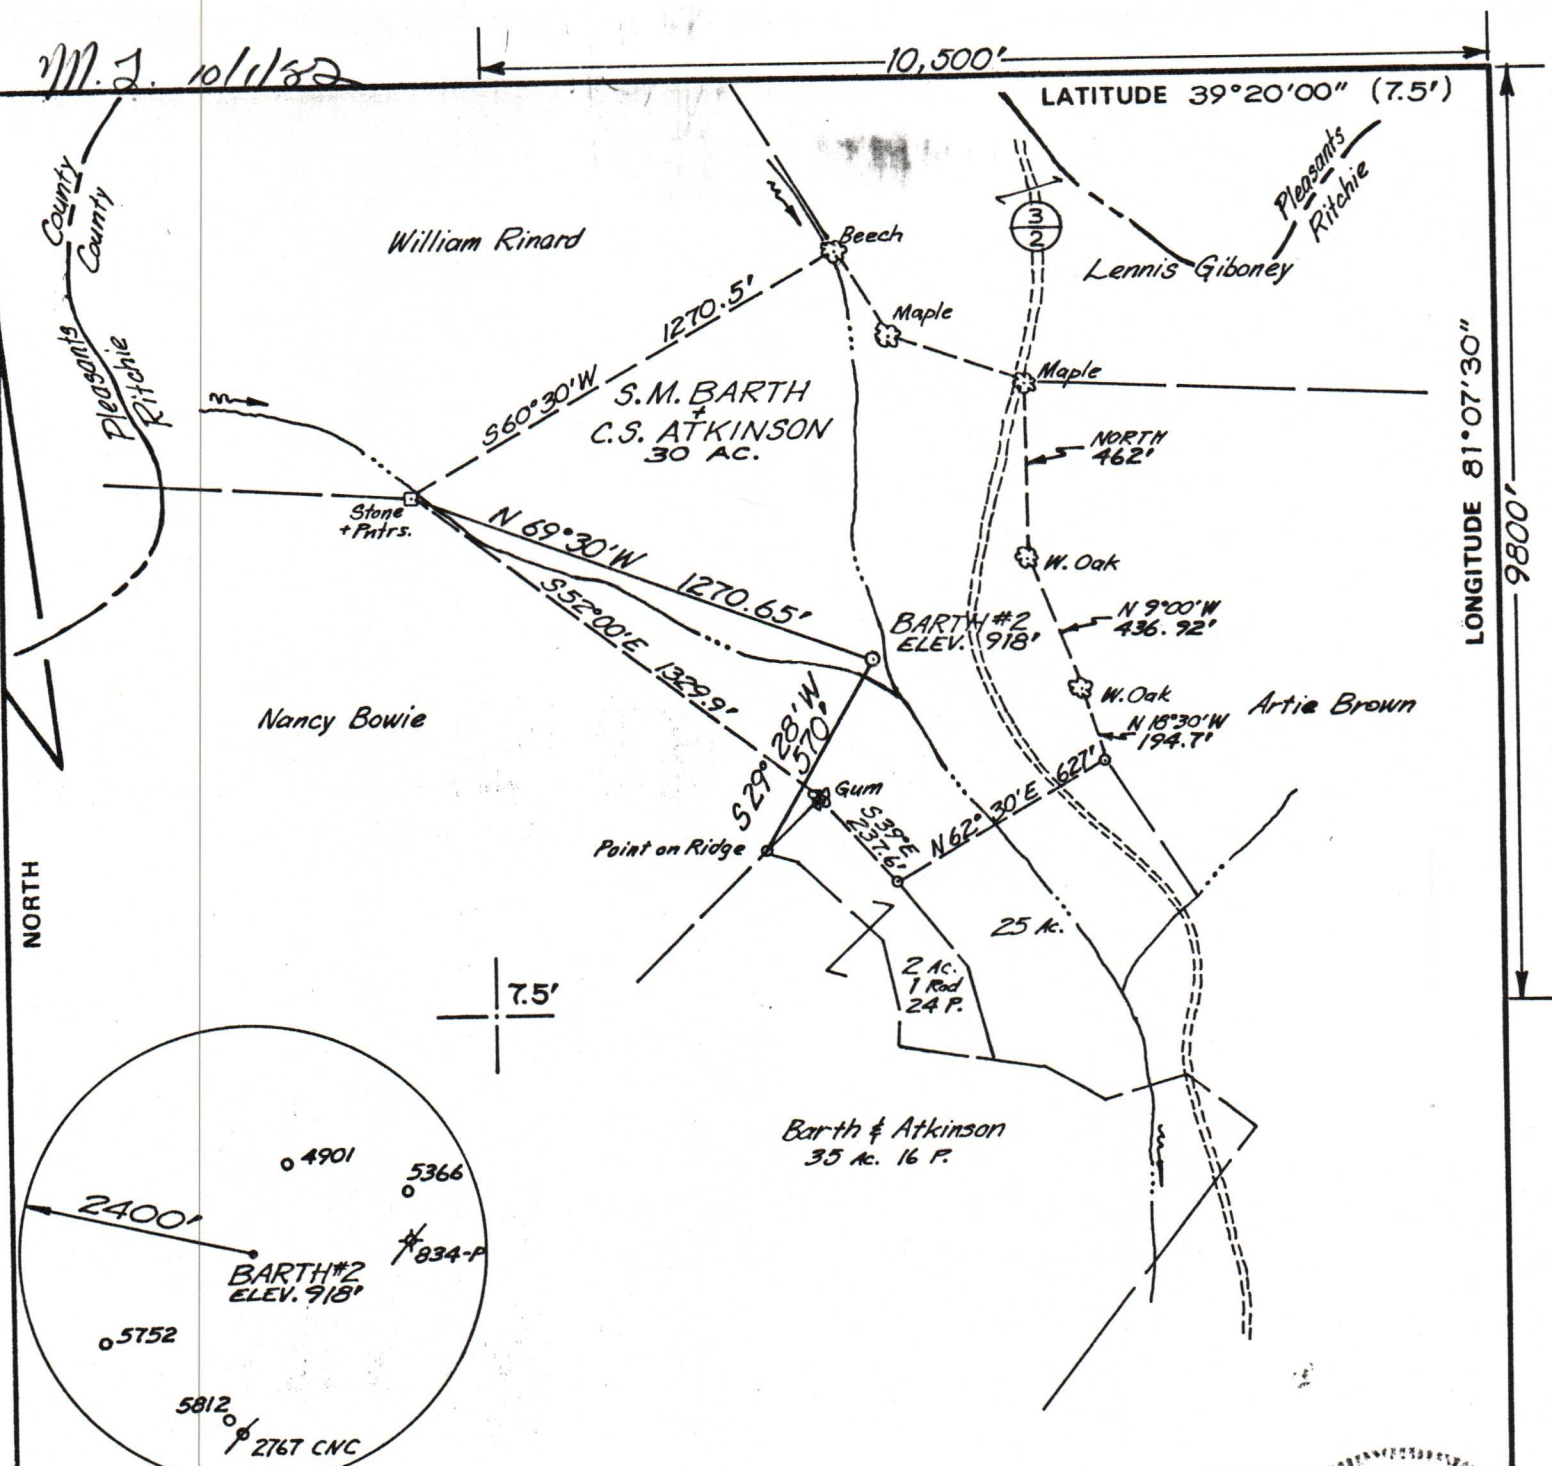 M.L. 10/1/82
10,500'
LATITUDE 39°20'00" (7.5')
County
County
Pleasants
Ritchie
William Rinard
Beech
3
2
Pleasants
Ritchie
Lennis Giboney
Maple
1270.5'
S60°30'W
Maple
S.M. BARTH
+
C.S. ATKINSON
30 AC.
NORTH
462'
LONGITUDE 81°07'30"
9800'
Pleasants
Ritchie
Stone
+Pntrs.
N 69°30'W 1270.65'
W. Oak
S52°00'E 1329.9'
BARTH #2
ELEV. 918'
N 9°00'W
436.92'
Nancy Bowie
W. Oak
Artie Brown
N 18°30'W
194.7'
S29°28'W
570'
Gum
S39°E
237.6'
N62°30'E 627'
Point on Ridge
NORTH
25 Ac.
2 Ac.
1 Rod
24 P.
7.5'
Barth & Atkinson
35 Ac. 16 P.
4901
5366
2400'
834-P
BARTH #2
ELEV. 918'
5752
5812
2767 CNC